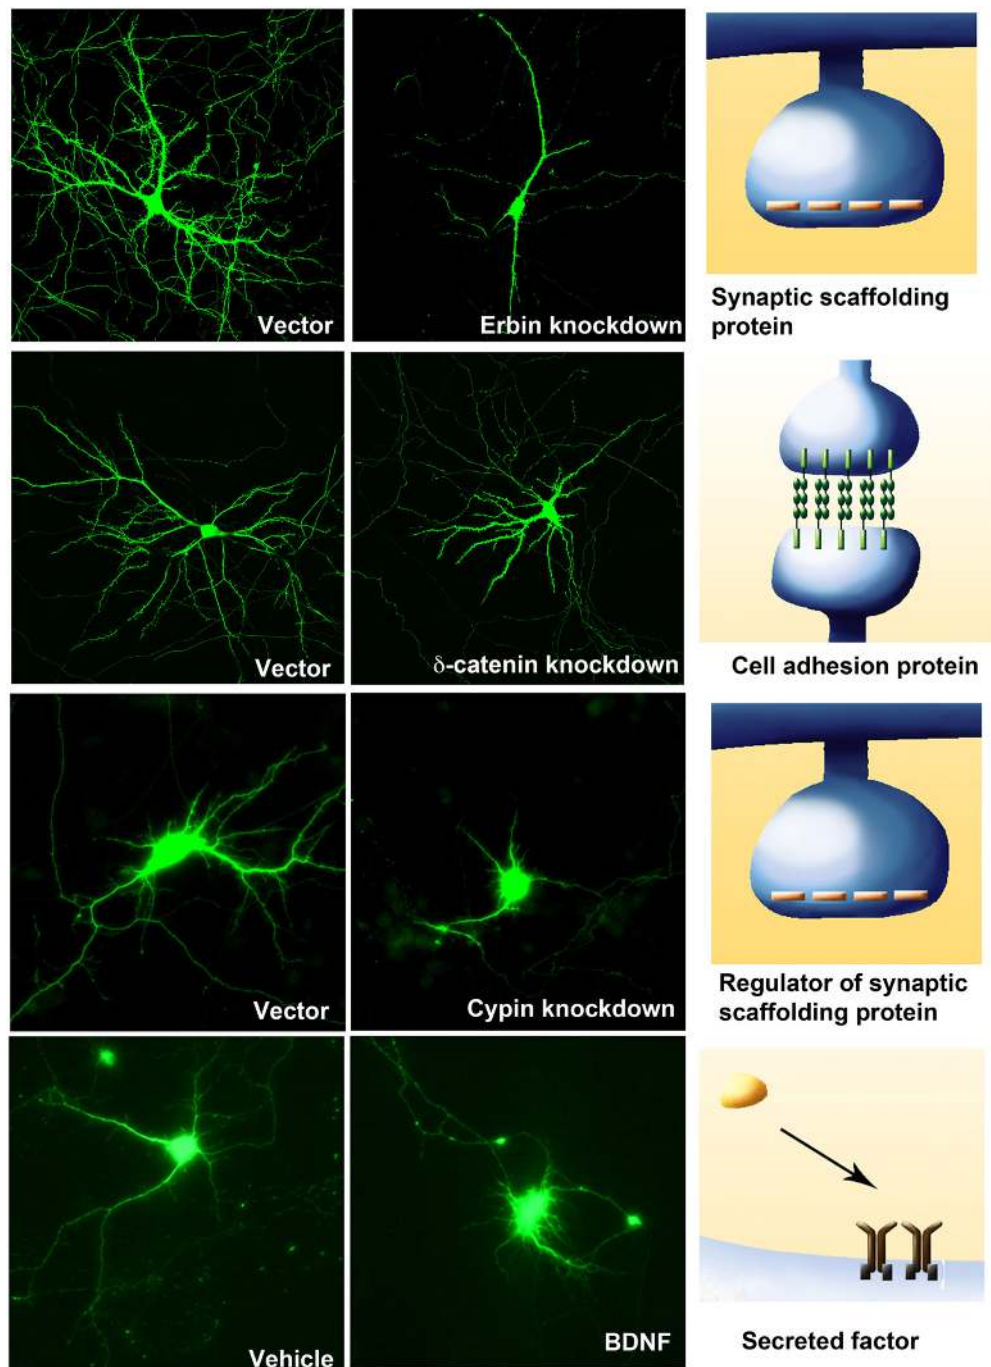 Vector
Erbin knockdown
Synaptic scaffolding
protein
Vector
δ-catenin knockdown
Cell adhesion protein
Vector
Cypin knockdown
Regulator of synaptic
scaffolding protein
Vehicle
BDNF
Secreted factor